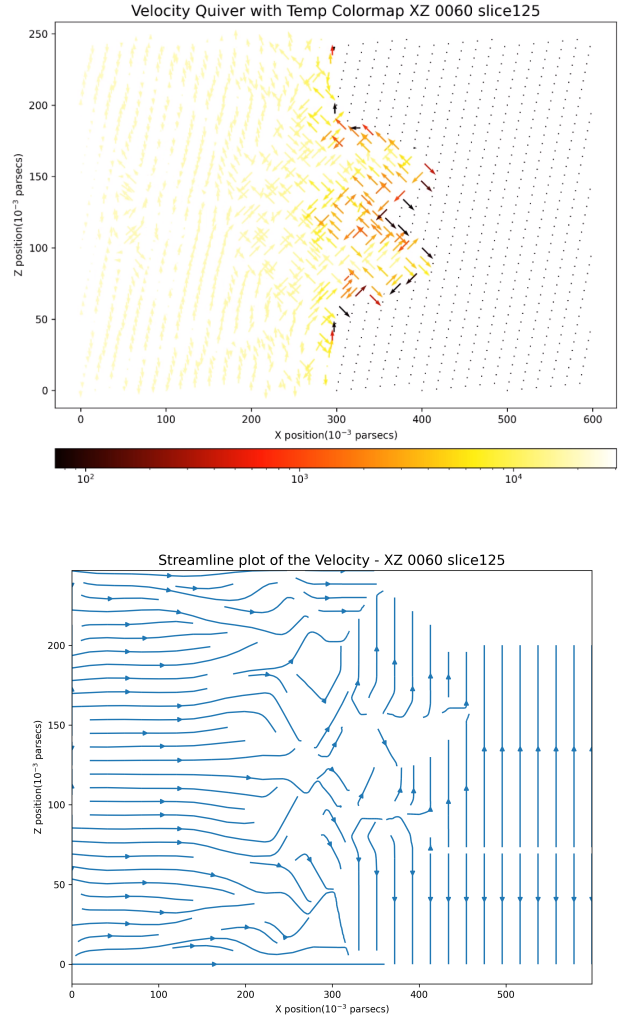 Velocity Quiver with Temp Colormap XZ 0060 slice125
250
200
150
100
50
0
Z position(10⁻³ parsecs)
0 100 200 300 400 500 600
X position(10⁻³ parsecs)
10² 10³ 10⁴
Streamline plot of the Velocity - XZ 0060 slice125
200
150
100
50
0
Z position(10⁻³ parsecs)
0 100 200 300 400 500
X position(10⁻³ parsecs)